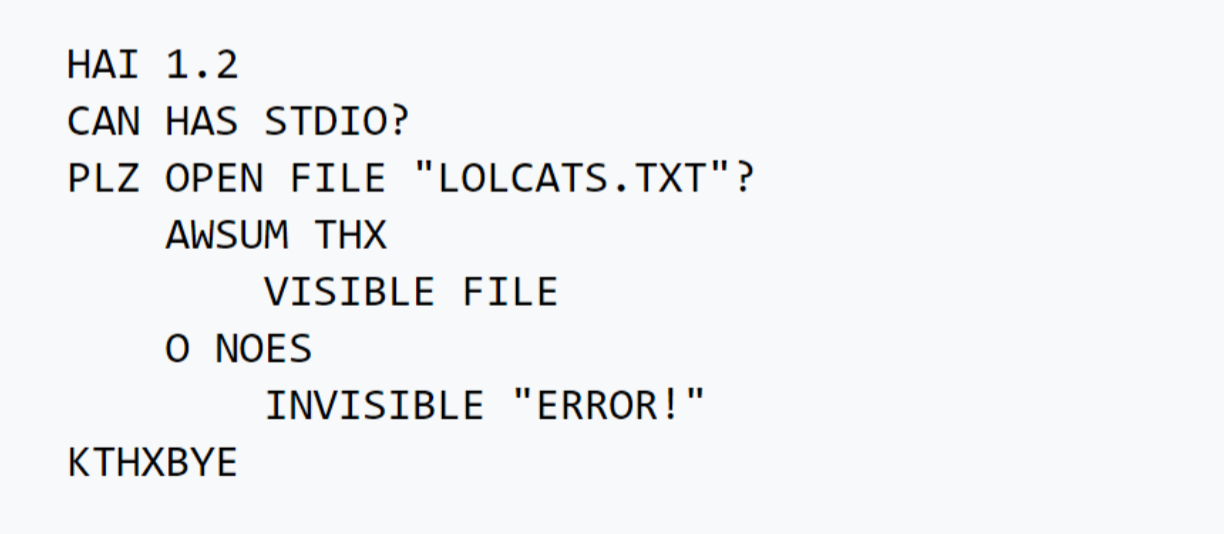 HAI 1.2
CAN HAS STDIO?
PLZ OPEN FILE "LOLCATS.TXT"?
AWSUM THX
VISIBLE FILE
O NOES
INVISIBLE "ERROR!"
KTHXBYE